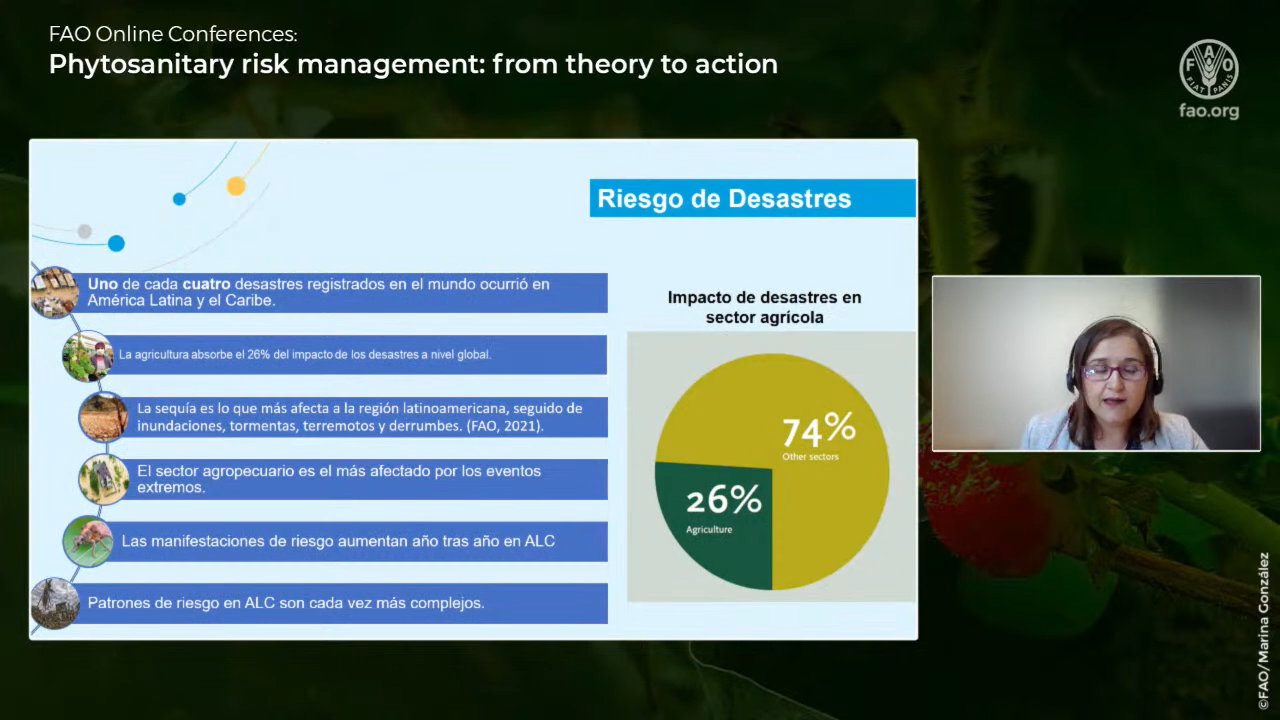 FAO Online Conferences:
Phytosanitary risk management: from theory to action
F A O
FIAT PANIS
fao.org
Riesgo de Desastres
Uno de cada cuatro desastres registrados en el mundo ocurrió en
América Latina y el Caribe.
La agricultura absorbe el 26% del impacto de los desastres a nivel global.
La sequía es lo que más afecta a la región latinoamericana, seguido de
inundaciones, tormentas, terremotos y derrumbes. (FAO, 2021).
El sector agropecuario es el más afectado por los eventos
extremos.
Las manifestaciones de riesgo aumentan año tras año en ALC
Patrones de riesgo en ALC son cada vez más complejos.
Impacto de desastres en
sector agrícola
74%
Other sectors
26%
Agriculture
©FAO/Marina González